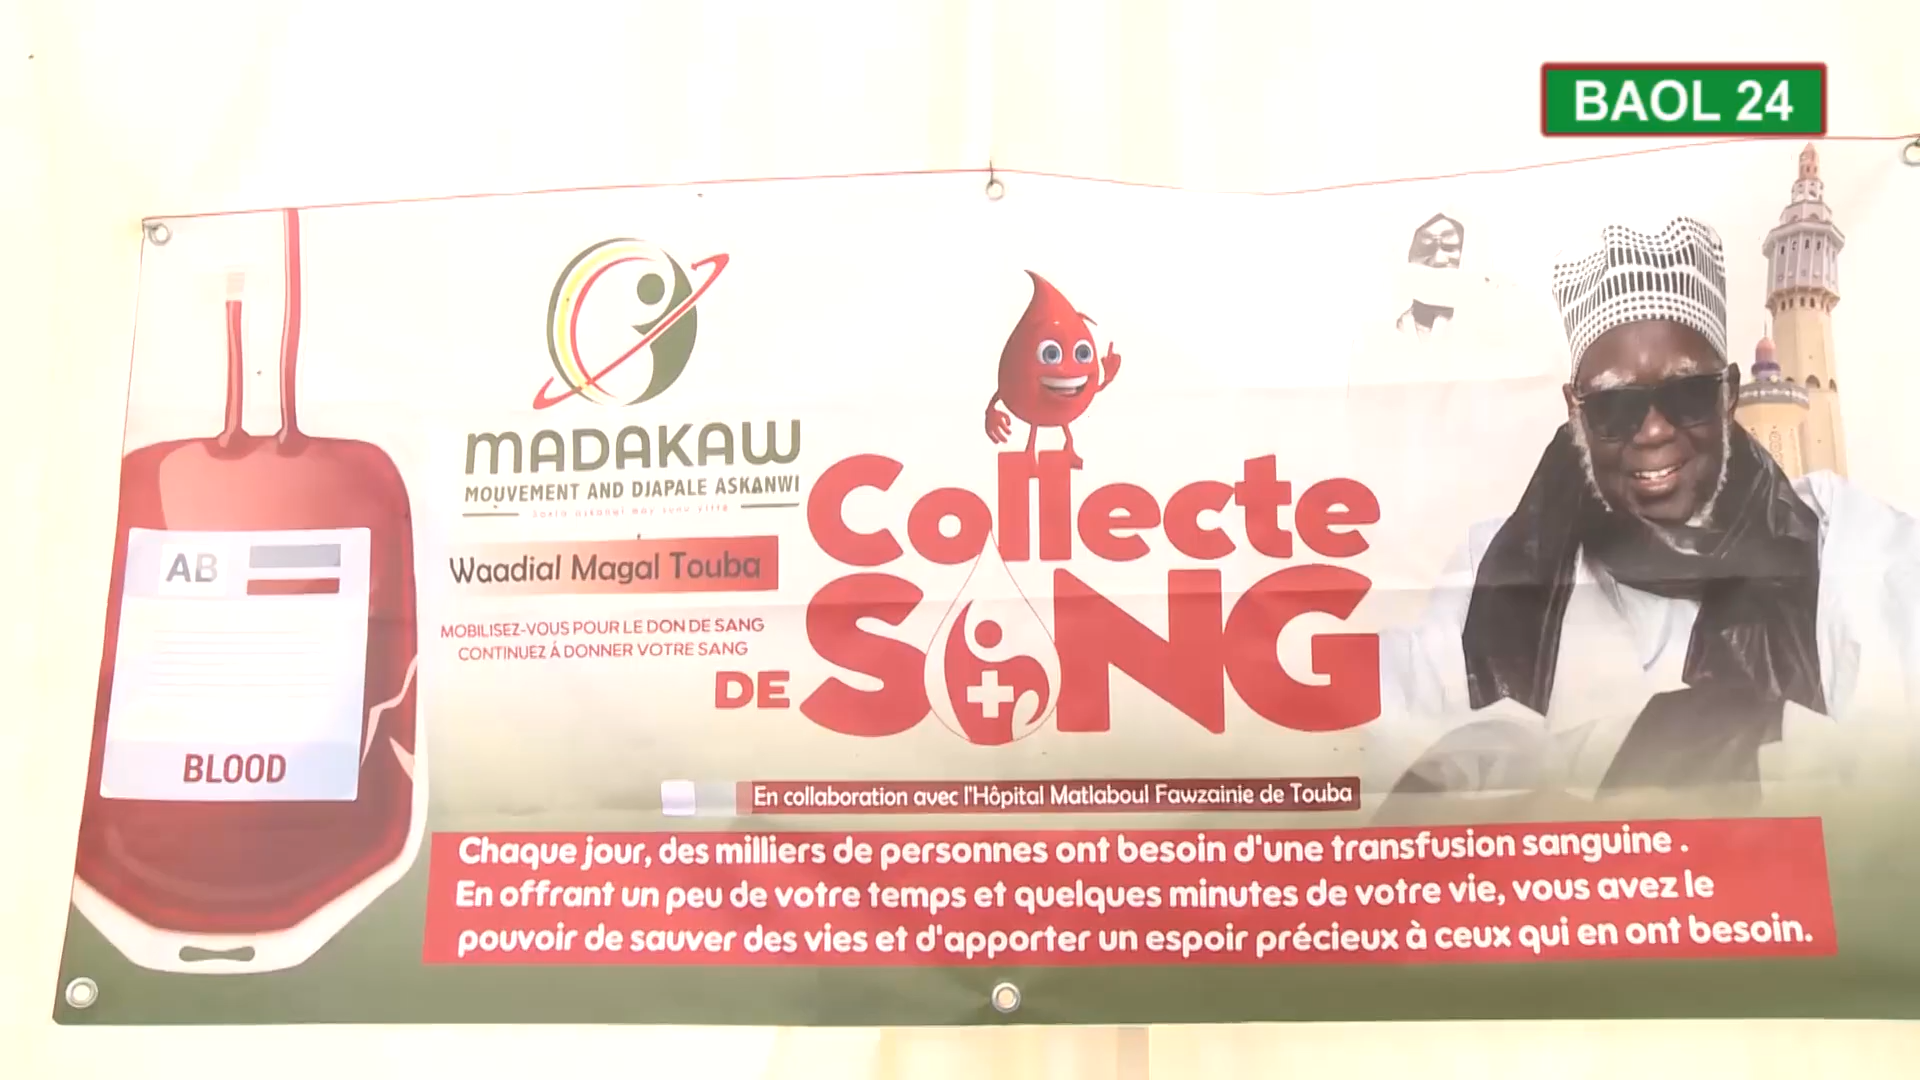 BAOL 24
MADAKAW
MOUVEMENT AND DJAPALE ASKANWI
Waadial Magal Touba
MOBILISEZ-VOUS POUR LE DON DE SANG
CONTINUEZ Á DONNER VOTRE SANG
Collecte
DE SANG
AB
BLOOD
En collaboration avec l'Hôpital Matlaboul Fawzainie de Touba
Chaque jour, des milliers de personnes ont besoin d'une transfusion sanguine .
En offrant un peu de votre temps et quelques minutes de votre vie, vous avez le
pouvoir de sauver des vies et d'apporter un espoir précieux à ceux qui en ont besoin.